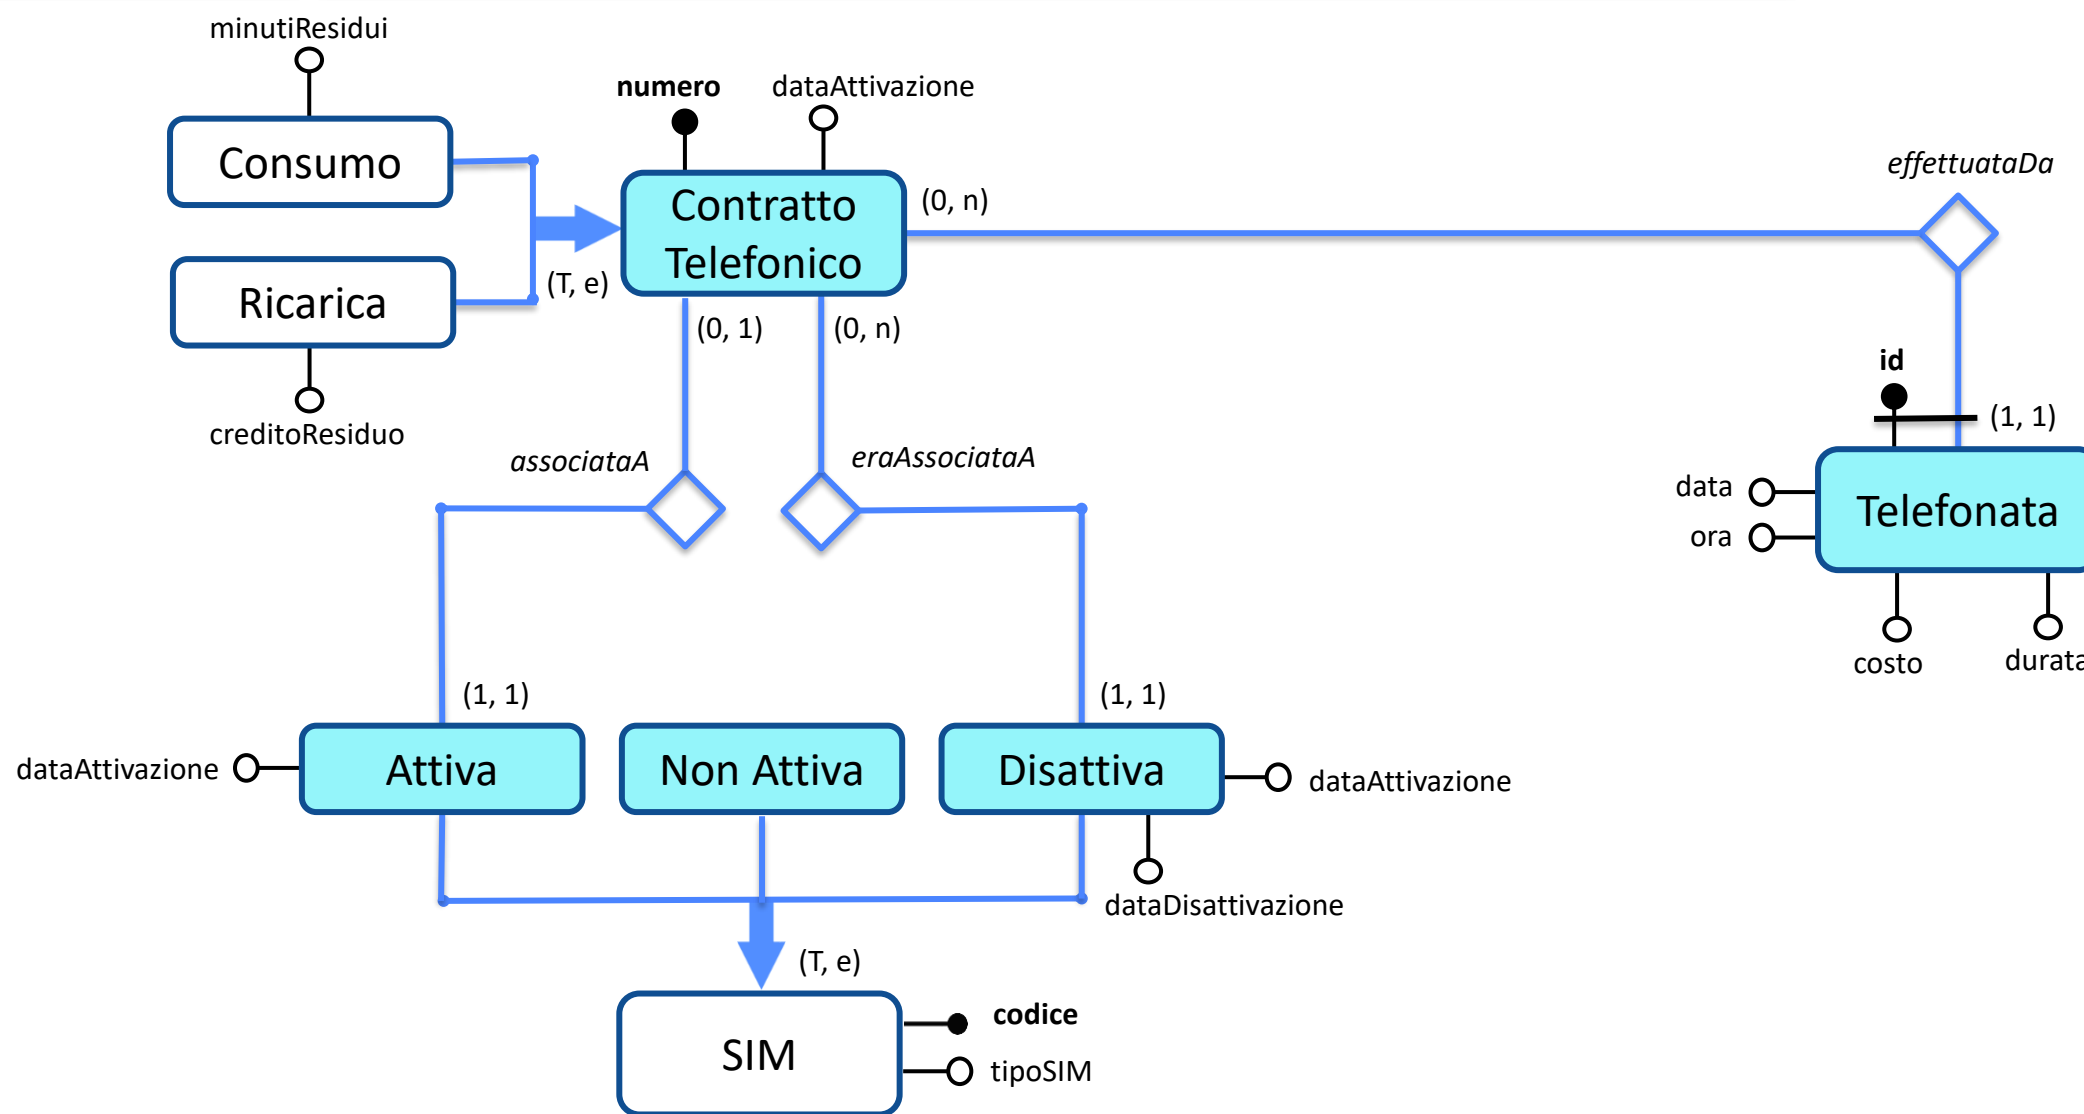 minutiResidui
numero
dataAttivazione
Consumo
Contratto
Telefonico
(0, n)
effettuataDa
Ricarica
(T, e)
(0, 1)
(0, n)
creditoResiduo
id
(1, 1)
associataA
eraAssociataA
data
ora
Telefonata
costo
durata
(1, 1)
(1, 1)
dataAttivazione
Attiva
Non Attiva
Disattiva
dataAttivazione
dataDisattivazione
(T, e)
SIM
codice
tipoSIM